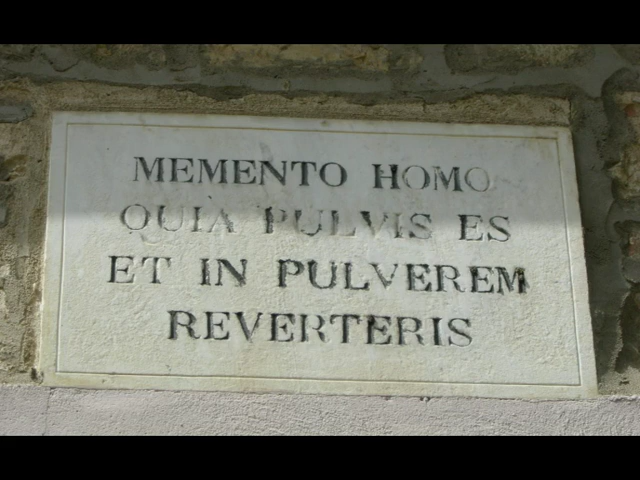 MEMENTO HOMO
QUIA PULVIS ES
ET IN PULVEREM
REVERTERIS